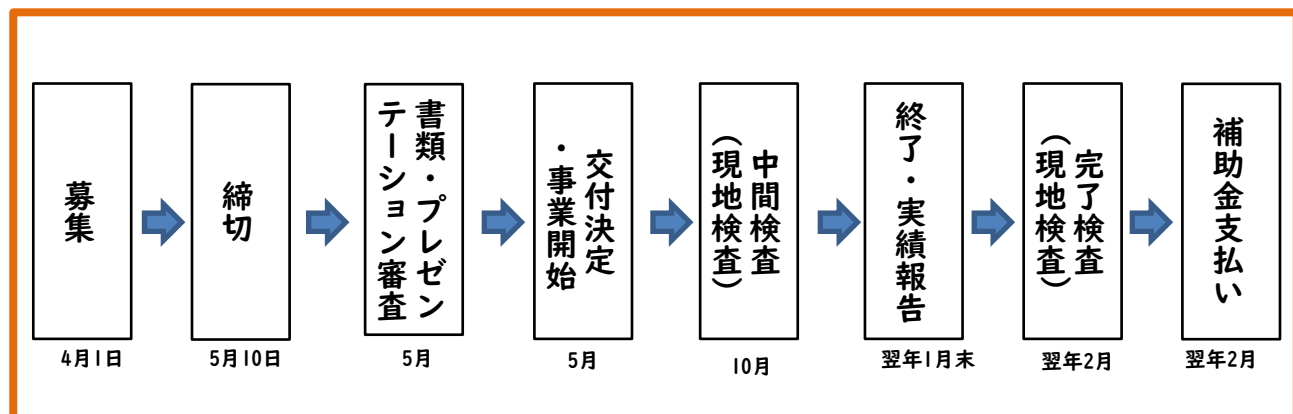 募集
締切
書類・プレゼン
テーション審査
交付決定
・事業開始
中間検査
(現地検査)
終了・実績報告
完了検査
(現地検査)
補助金支払い
4月1日
5月10日
5月
5月
10月
翌年1月末
翌年2月
翌年2月